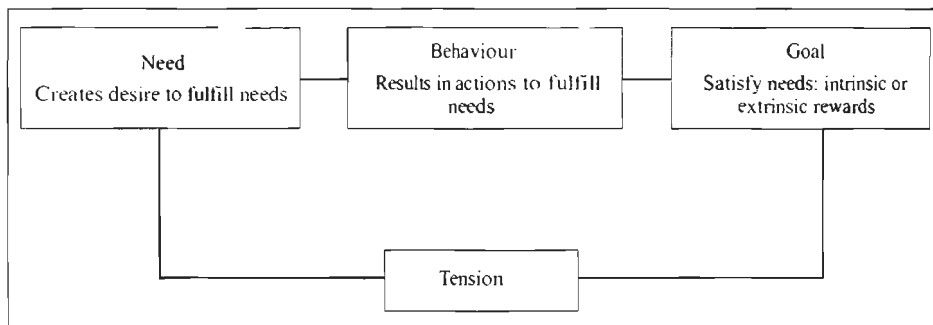 Need
Creates desire to fulfill needs
Behaviour
Results in actions to fulfill
needs
Goal
Satisfy needs: intrinsic or
extrinsic rewards
Tension